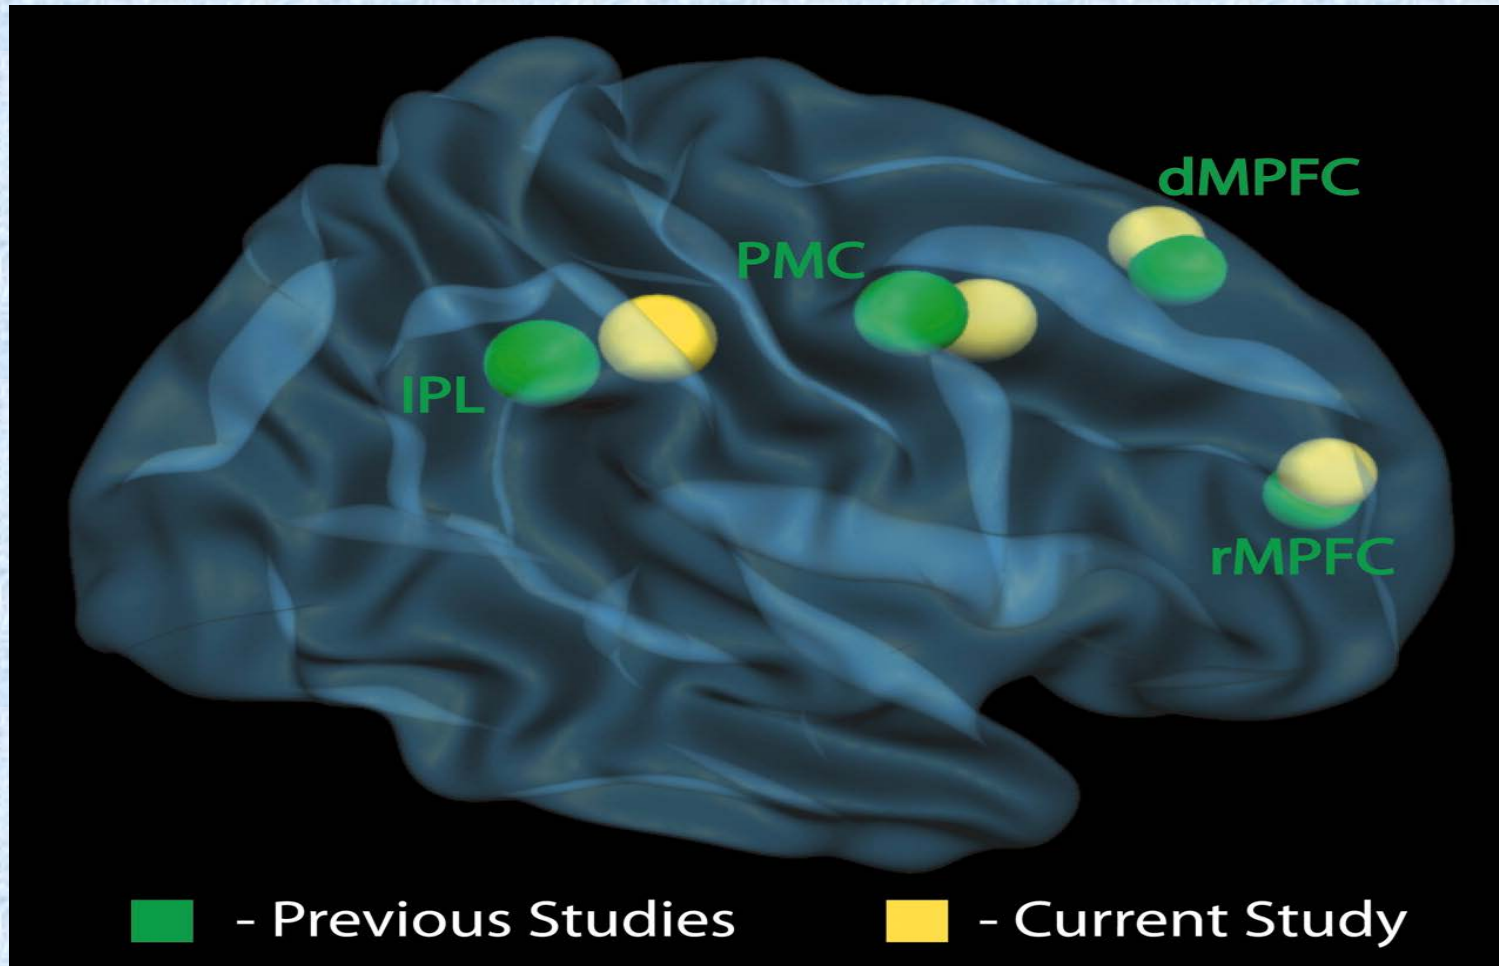 dMPFC
PMC
IPL
rMPFC
- Previous Studies
- Current Study